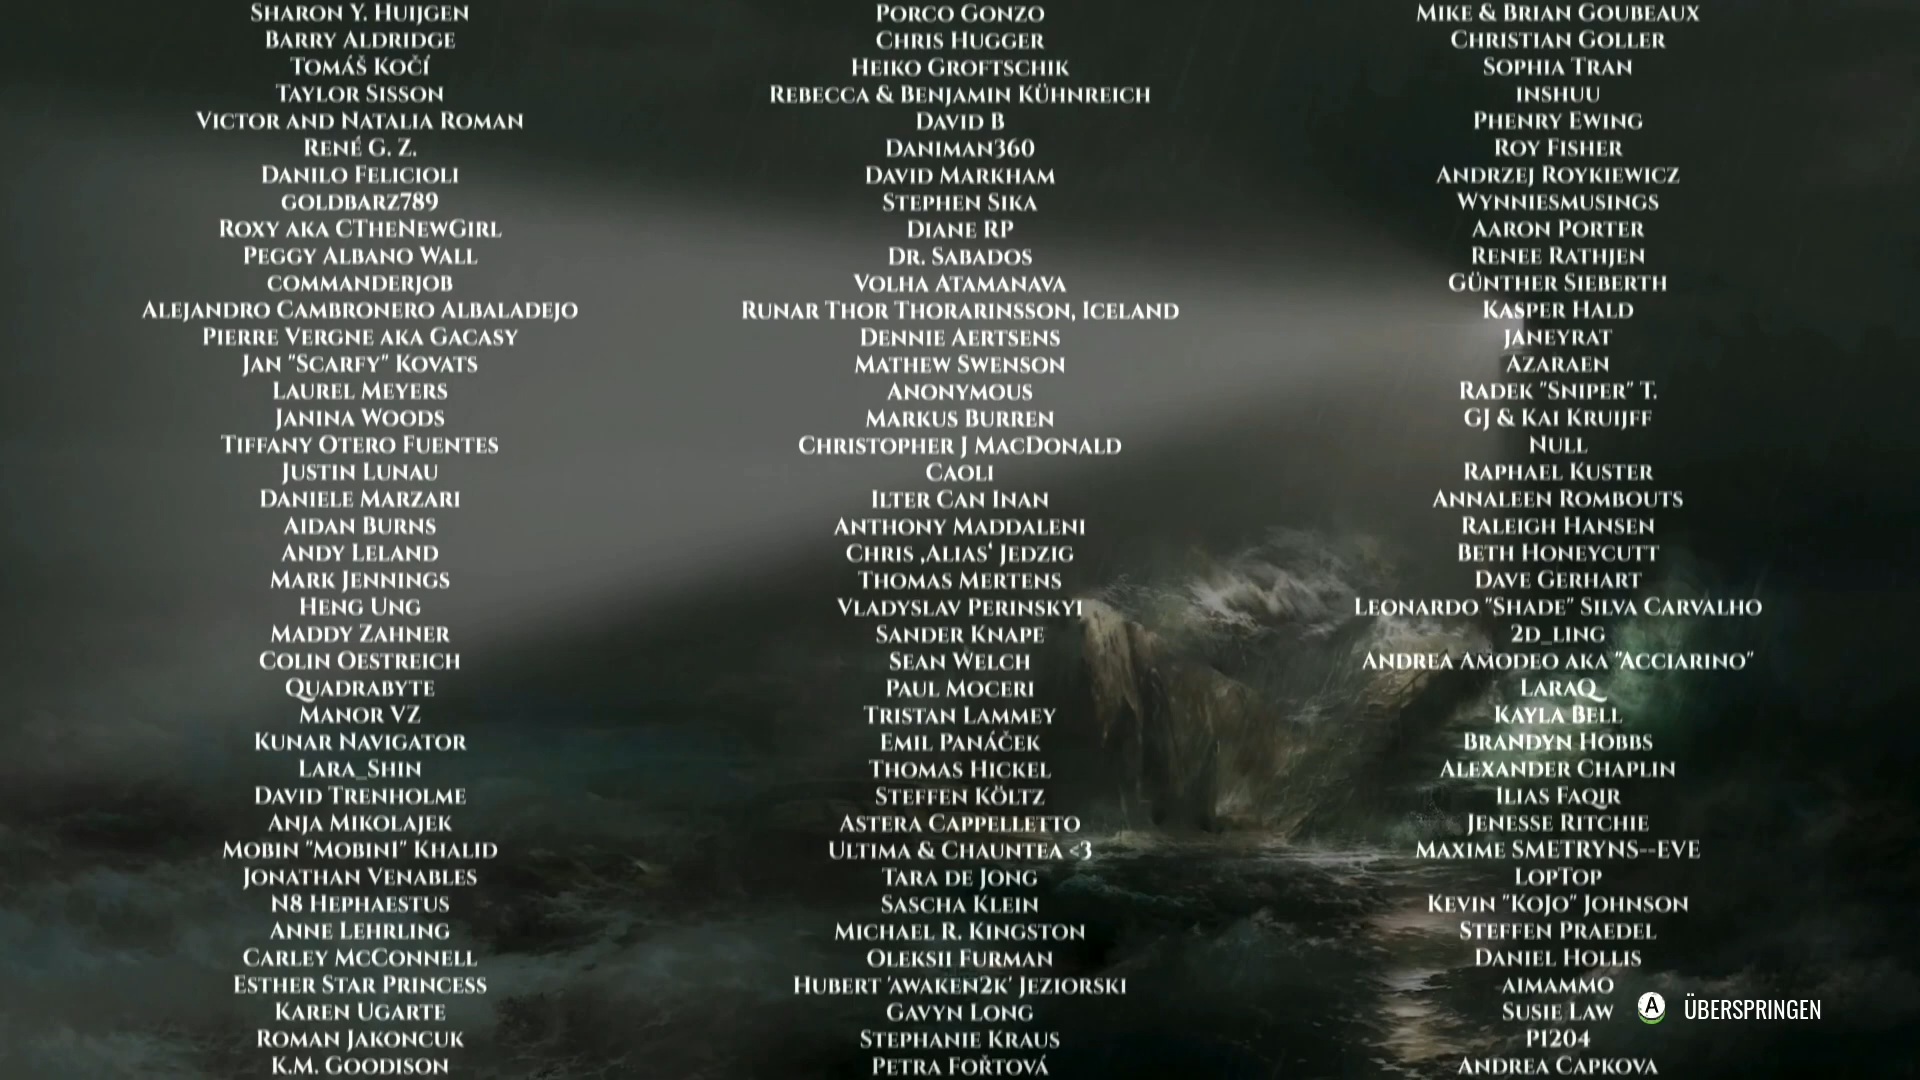 Sharon Y. Huijgen
Barry Aldridge
Tomáš Kočí
Taylor Sisson
Victor and Natalia Roman
René G. Z.
Danilo Felicioli
goldbarz789
Roxy aka CTheNewGirl
Peggy Albano Wall
commanderjob
Alejandro Cambronero Albaladejo
Pierre Vergne aka Gacasy
Jan "Scarfy" Kovats
Laurel Meyers
Janina Woods
Tiffany Otero Fuentes
Justin Lunau
Daniele Marzari
Aidan Burns
Andy Leland
Mark Jennings
Heng Ung
Maddy Zahner
Colin Oestreich
Quadrabyte
Manor VZ
Kunar Navigator
Lara_Shin
David Trenholme
Anja Mikolajek
Mobin "Mobini" Khalid
Jonathan Venables
N8 Hephaestus
Anne Lehrling
Carley McConnell
Esther Star Princess
Karen Ugarte
Roman Jakoncuk
K.M. Goodison
Porco Gonzo
Chris Hugger
Heiko Groftschik
Rebecca & Benjamin Kühnreich
David B
Daniman360
David Markham
Stephen Sika
Diane RP
Dr. Sabados
Volha Atamanava
Runar Thor Thorarinsson, Iceland
Dennie Aertsens
Mathew Swenson
Anonymous
Markus Burren
Christopher J MacDonald
Caoli
Ilter Can Inan
Anthony Maddaleni
Chris ‚Alias‘ Jedzig
Thomas Mertens
Vladyslav Perinskyi
Sander Knape
Sean Welch
Paul Moceri
Tristan Lammey
Emil Panáček
Thomas Hickel
Steffen Költz
Astera Cappelletto
Ultima & Chauntea <3
Tara de Jong
Sascha Klein
Michael R. Kingston
Oleksii Furman
Hubert 'awaken2k' Jeziorski
Gavyn Long
Stephanie Kraus
Petra Fořtová
Mike & Brian Goubeaux
Christian Goller
Sophia Tran
inshuu
Phenry Ewing
Roy Fisher
Andrzej Roykiewicz
Wynniesmusings
Aaron Porter
Renee Rathjen
Günther Sieberth
Kasper Hald
Janeyrat
Azaraen
Radek "Sniper" T.
GJ & Kai Kruijff
Null
Raphael Kuster
Annaleen Rombouts
Raleigh Hansen
Beth Honeycutt
Dave Gerhart
Leonardo "Shade" Silva Carvalho
2d_ling
Andrea Amodeo aka "Acciarino"
LaraQ
Kayla Bell
Brandyn Hobbs
Alexander Chaplin
Ilias Faqir
Jenesse Ritchie
Maxime SMETRYNS--EVE
LopTop
Kevin "KoJo" Johnson
Steffen Praedel
Daniel Hollis
aimammo
Susie Law
PI204
Andrea Capkova
A ÜBERSPRINGEN